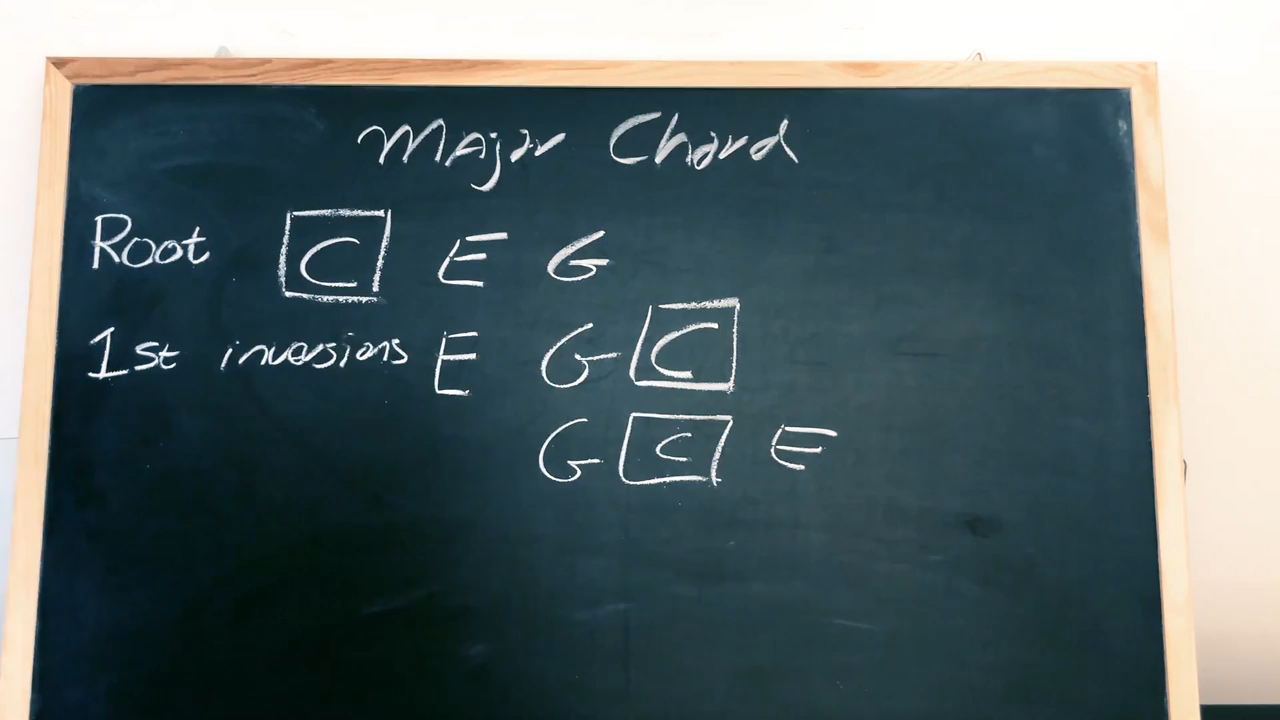 Major Chord
Root C E G
1st inversions E G C
G C E